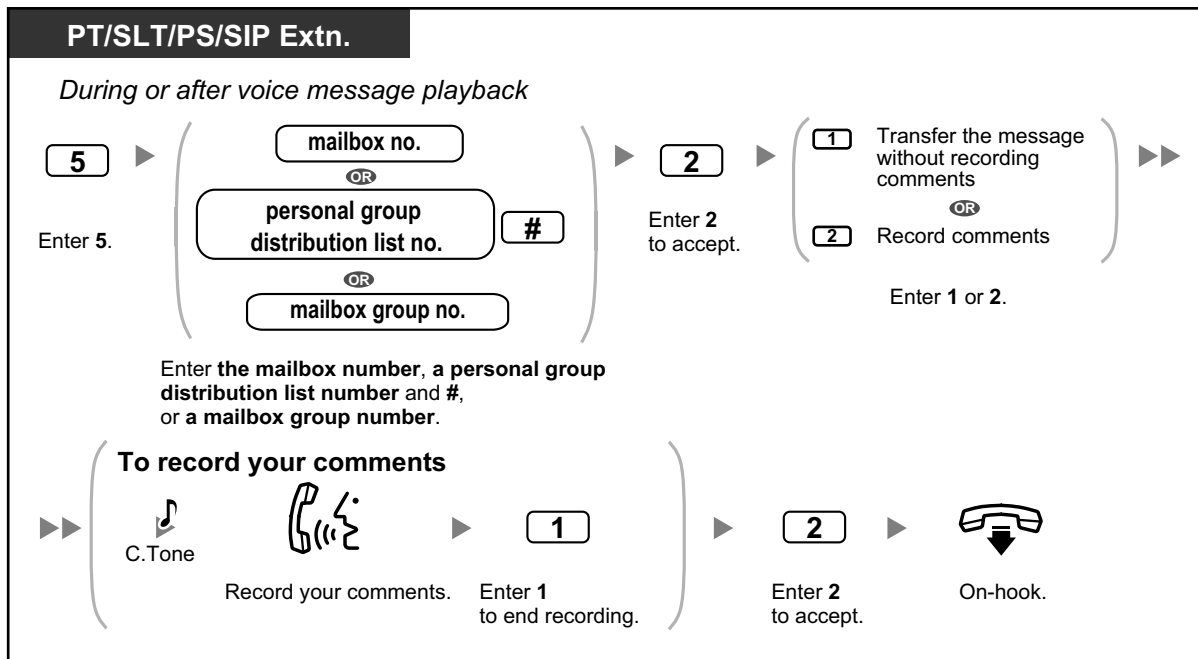 PT/SLT/PS/SIP Extn.
During or after voice message playback
5
Enter 5.
mailbox no.
OR
personal group
distribution list no.
#
OR
mailbox group no.
Enter the mailbox number, a personal group
distribution list number and #,
or a mailbox group number.
2
Enter 2
to accept.
1 Transfer the message
without recording
comments
OR
2 Record comments
Enter 1 or 2.
To record your comments
C.Tone
Record your comments.
1
Enter 1
to end recording.
2
Enter 2
to accept.
On-hook.